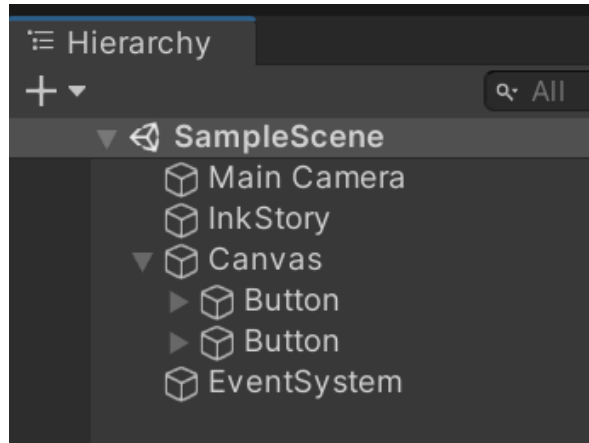 Hierarchy
All
SampleScene
Main Camera
InkStory
Canvas
Button
Button
EventSystem